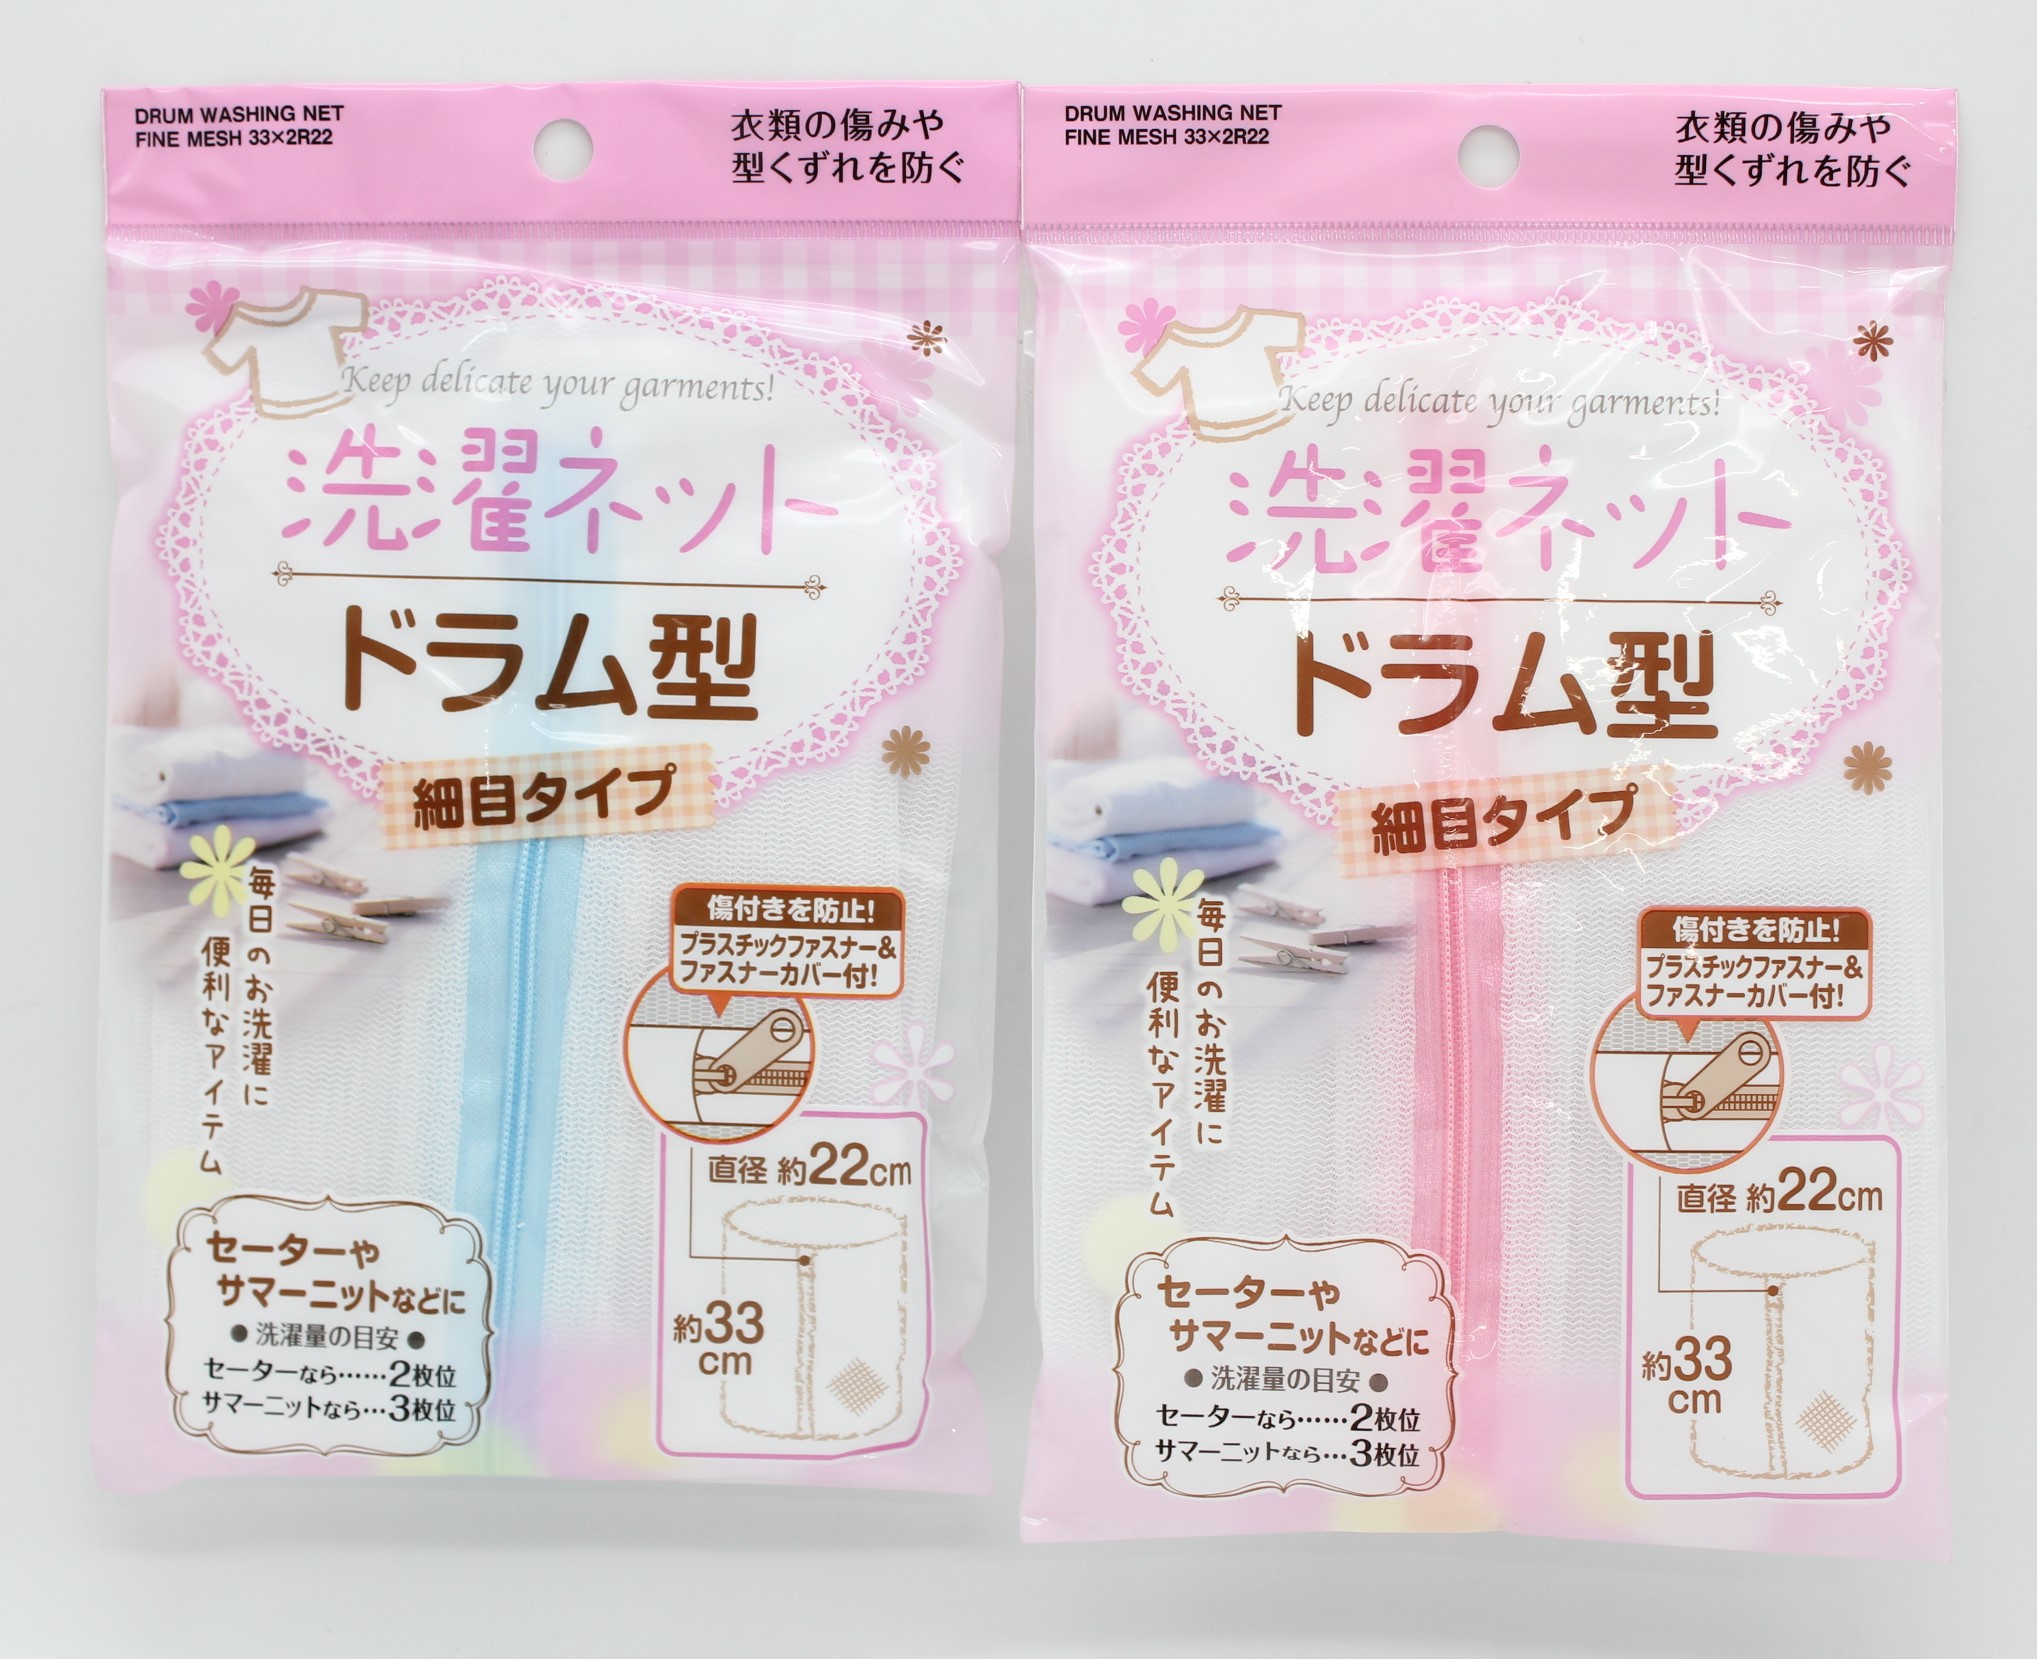 DRUM WASHING NET
FINE MESH 33×2R22
衣類の傷みや
型くずれを防ぐ
Keep delicate your garments!
洗濯ネット
ドラム型
細目タイプ
毎日のお洗濯に
便利なアイテム
傷付きを防止!
プラスチックファスナー&
ファスナーカバー付!
直径 約22cm
約33
cm
セーターや
サマーニットなどに
●洗濯量の目安●
セーターなら……2枚位
サマーニットなら…3枚位
DRUM WASHING NET
FINE MESH 33×2R22
衣類の傷みや
型くずれを防ぐ
Keep delicate your garments!
洗濯ネット
ドラム型
細目タイプ
毎日のお洗濯に
便利なアイテム
傷付きを防止!
プラスチックファスナー&
ファスナーカバー付!
直径 約22cm
約33
cm
セーターや
サマーニットなどに
●洗濯量の目安●
セーターなら……2枚位
サマーニットなら…3枚位